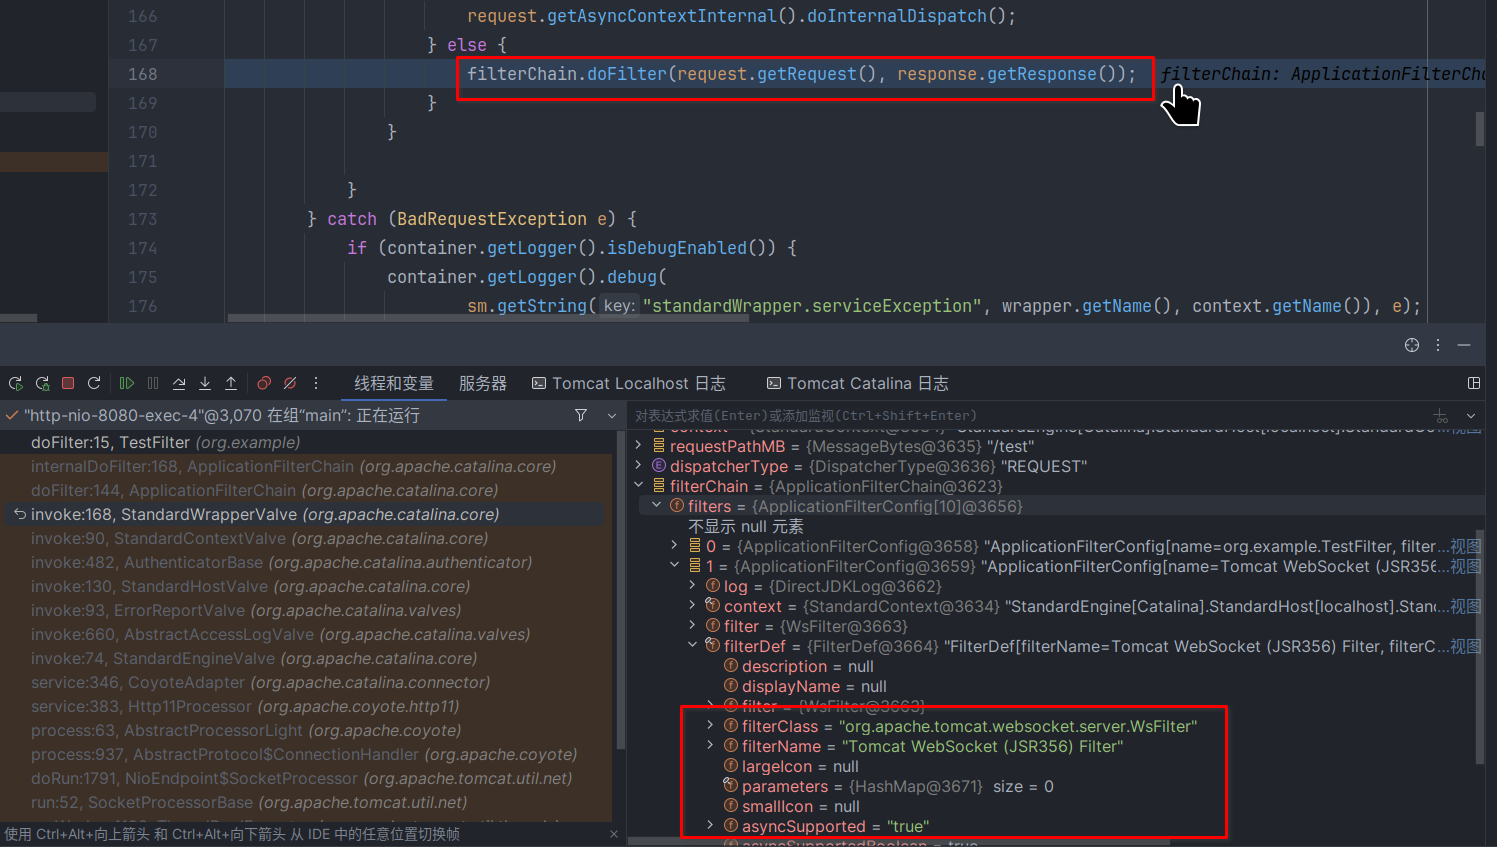 166 request.getAsyncContextInternal().doInternalDispatch();
167 } else {
168 filterChain.doFilter(request.getRequest(), response.getResponse()); filterChain: ApplicationFilterCha
169 }
170 }
171
172 }
173 } catch (BadRequestException e) {
174 if (container.getLogger().isDebugEnabled()) {
175 container.getLogger().debug(
176 sm.getString( key: "standardWrapper.serviceException", wrapper.getName(), context.getName()), e);
线程和变量 服务器 Tomcat Localhost 日志 Tomcat Catalina 日志
"http-nio-8080-exec-4"@3,070 在组“main”: 正在运行
doFilter:15, TestFilter (org.example)
internalDoFilter:168, ApplicationFilterChain (org.apache.catalina.core)
doFilter:144, ApplicationFilterChain (org.apache.catalina.core)
invoke:168, StandardWrapperValve (org.apache.catalina.core)
invoke:90, StandardContextValve (org.apache.catalina.core)
invoke:482, AuthenticatorBase (org.apache.catalina.authenticator)
invoke:130, StandardHostValve (org.apache.catalina.core)
invoke:93, ErrorReportValve (org.apache.catalina.valves)
invoke:660, AbstractAccessLogValve (org.apache.catalina.valves)
invoke:74, StandardEngineValve (org.apache.catalina.core)
service:346, CoyoteAdapter (org.apache.catalina.connector)
service:383, Http11Processor (org.apache.coyote.http11)
process:63, AbstractProcessorLight (org.apache.coyote)
process:937, AbstractProtocol$ConnectionHandler (org.apache.coyote)
doRun:1791, NioEndpoint$SocketProcessor (org.apache.tomcat.util.net)
run:52, SocketProcessorBase (org.apache.tomcat.util.net)
使用 Ctrl+Alt+向上箭头 和 Ctrl+Alt+向下箭头 从 IDE 中的任意位置切换帧
对表达式求值(Enter)或添加监视(Ctrl+Shift+Enter)
requestPathMB = {MessageBytes@3635} "/test"
dispatcherType = {DispatcherType@3636} "REQUEST"
filterChain = {ApplicationFilterChain@3623}
filters = {ApplicationFilterConfig[10]@3656}
不显示 null 元素
0 = {ApplicationFilterConfig@3658} "ApplicationFilterConfig[name=org.example.TestFilter, filter...视图
1 = {ApplicationFilterConfig@3659} "ApplicationFilterConfig[name=Tomcat WebSocket (JSR356...视图
log = {DirectJDKLog@3662}
context = {StandardContext@3634} "StandardEngine[Catalina].StandardHost[localhost].Stand...视图
filter = {WsFilter@3663}
filterDef = {FilterDef@3664} "FilterDef[filterName=Tomcat WebSocket (JSR356) Filter, filterC...视图
description = null
displayName = null
filter = {WsFilter@3663}
filterClass = "org.apache.tomcat.websocket.server.WsFilter"
filterName = "Tomcat WebSocket (JSR356) Filter"
largeIcon = null
parameters = {HashMap@3671} size = 0
smallIcon = null
asyncSupported = "true"
asyncSupportedBoolean = true